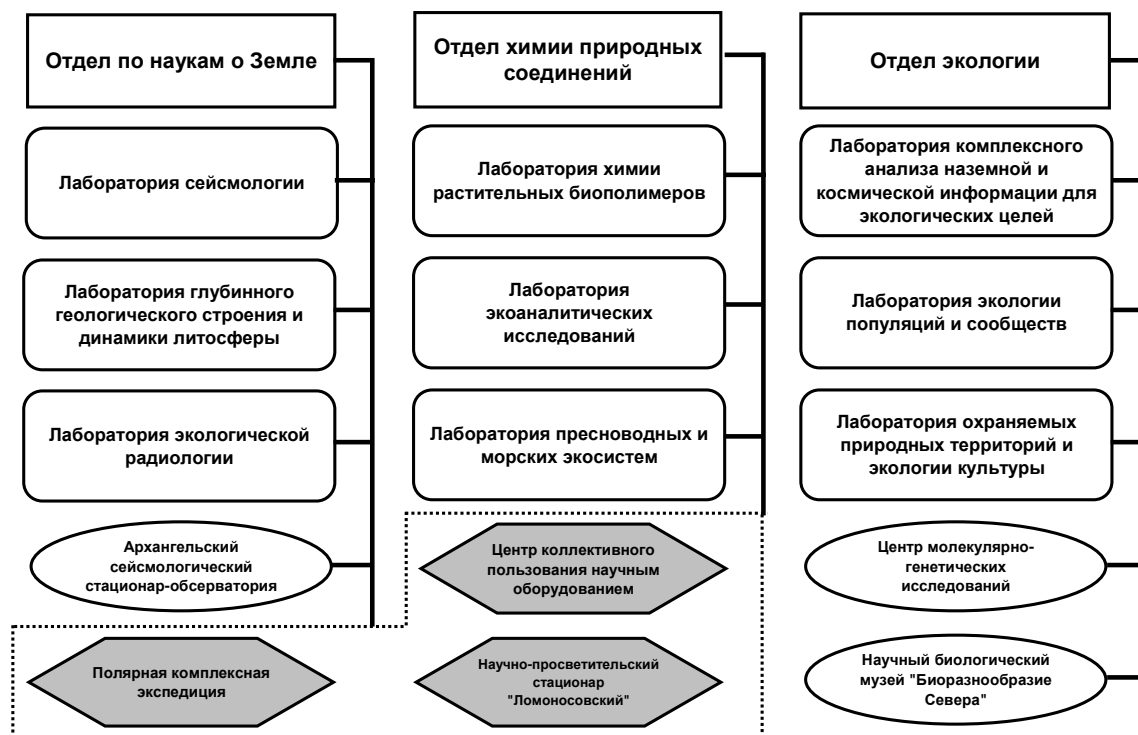 Отдел по наукам о Земле
Лаборатория сейсмологии
Лаборатория глубинного
геологического строения и
динамики литосферы
Лаборатория экологической
радиологии
Архангельский
сейсмологический
стационар-обсерватория
Полярная комплексная
экспедиция
Отдел химии природных
соединений
Лаборатория химии
растительных биополимеров
Лаборатория
экоаналитических
исследований
Лаборатория пресноводных и
морских экосистем
Центр коллективного
пользования научным
оборудованием
Научно-просветительский
стационар
"Ломоносовский"
Отдел экологии
Лаборатория комплексного
анализа наземной и
космической информации для
экологических целей
Лаборатория экологии
популяций и сообществ
Лаборатория охраняемых
природных территорий и
экологии культуры
Центр молекулярно-
генетических
исследований
Научный биологический
музей "Биоразнообразие
Севера"